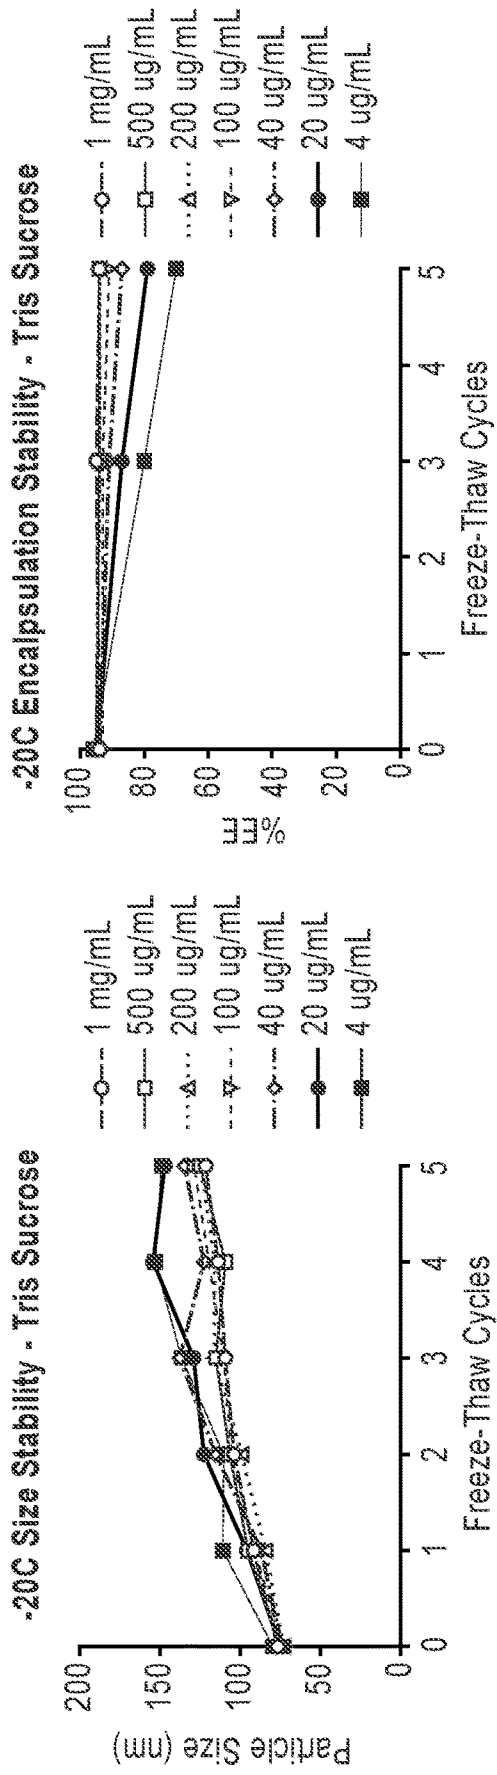 -20C Size Stability - Tris Sucrose
Particle Size (nm)
200
150
100
50
0
0 1 2 3 4 5
Freeze-Thaw Cycles
1 mg/mL
500 ug/mL
200 ug/mL
100 ug/mL
40 ug/mL
20 ug/mL
4 ug/mL
-20C Encalpsulation Stability - Tris Sucrose
%EE
100
80
60
40
20
0
0 1 2 3 4 5
Freeze-Thaw Cycles
1 mg/mL
500 ug/mL
200 ug/mL
100 ug/mL
40 ug/mL
20 ug/mL
4 ug/mL